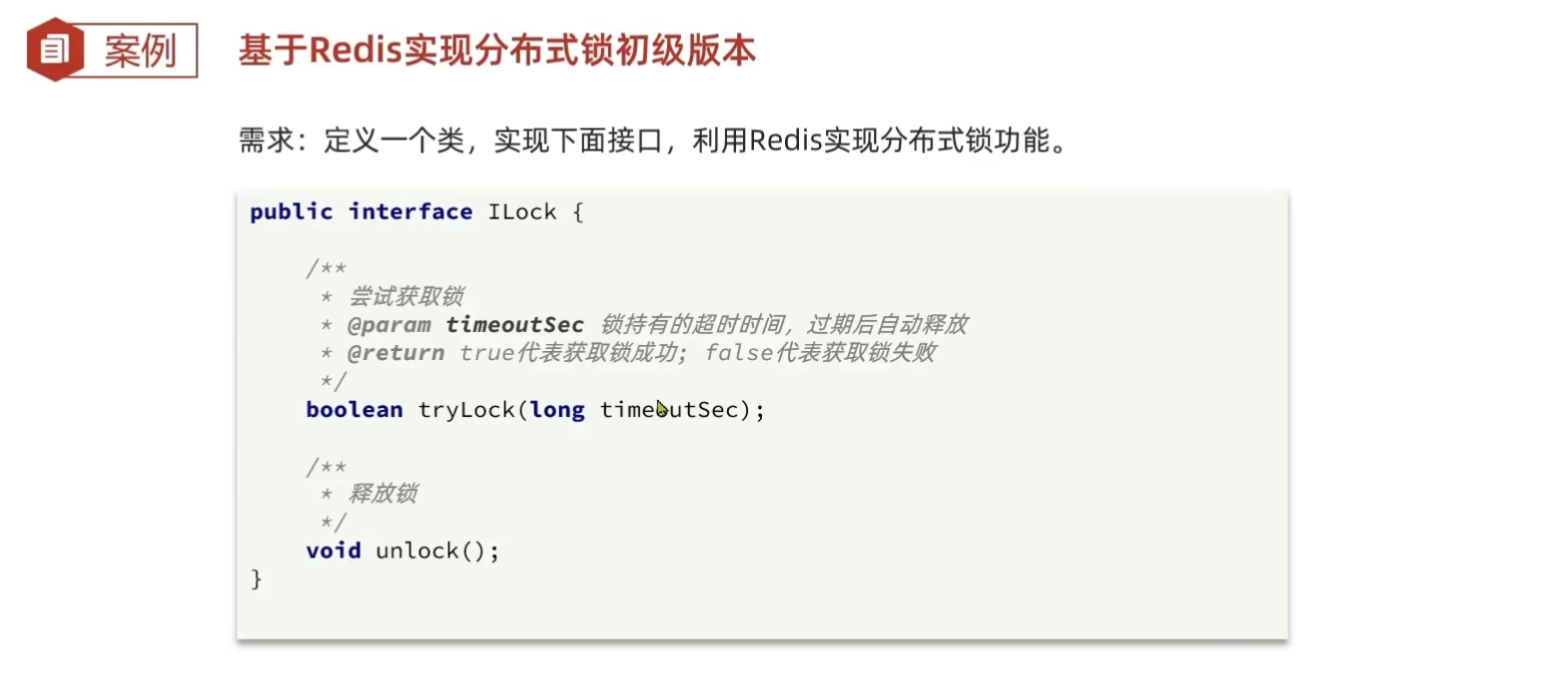 案例
基于Redis实现分布式锁初级版本
需求：定义一个类，实现下面接口，利用Redis实现分布式锁功能。
public interface ILock {
/**
* 尝试获取锁
* @param timeoutSec 锁持有的超时时间，过期后自动释放
* @return true代表获取锁成功; false代表获取锁失败
*/
boolean tryLock(long timeoutSec);
/**
* 释放锁
*/
void unlock();
}